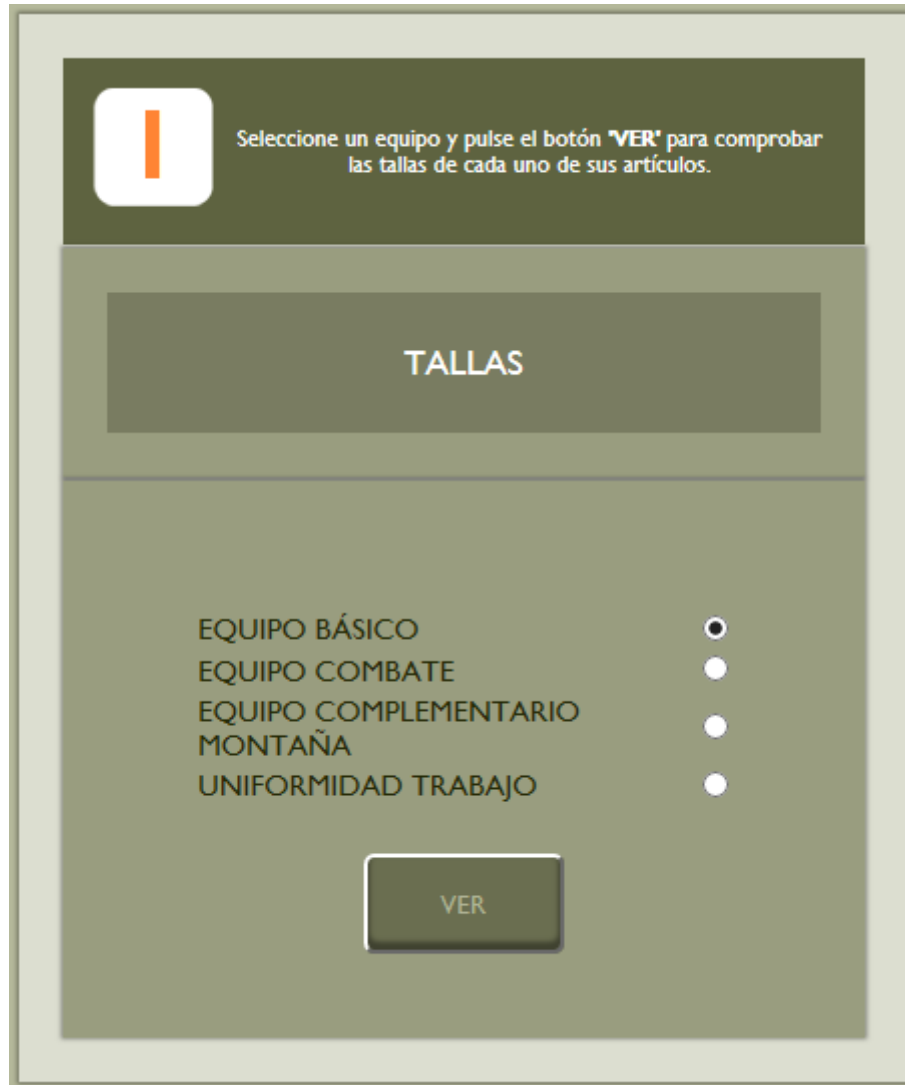 I
Seleccione un equipo y pulse el botón "VER" para comprobar
las tallas de cada uno de sus artículos.
TALLAS
EQUIPO BÁSICO
EQUIPO COMBATE
EQUIPO COMPLEMENTARIO
MONTAÑA
UNIFORMIDAD TRABAJO
VER